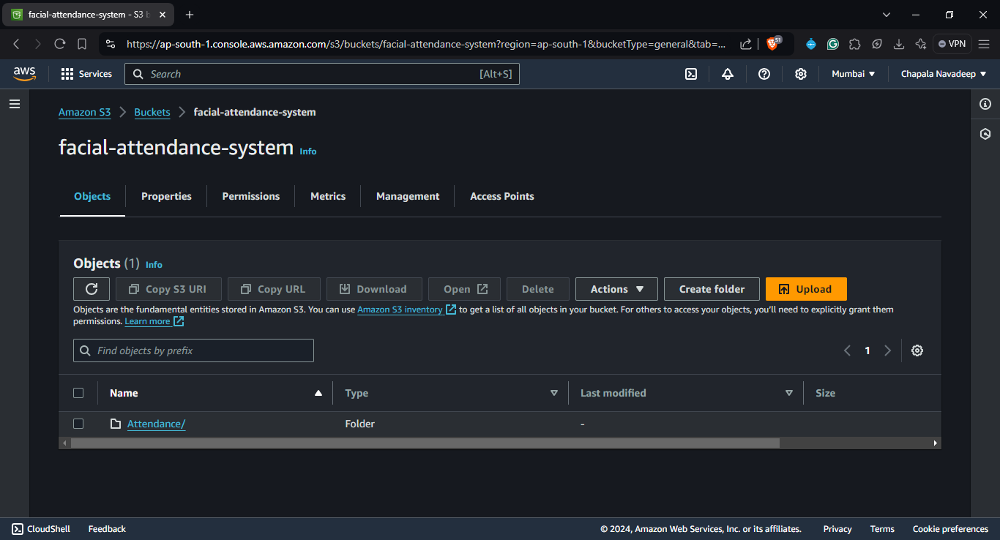 facial-attendance-system - S3 b
https://ap-south-1.console.aws.amazon.com/s3/buckets/facial-attendance-system?region=ap-south-1&bucketType=general&tab=...
51
VPN
aws
Services
Search
[Alt+S]
Mumbai
Chapala Navadeep
Amazon S3
Buckets
facial-attendance-system
facial-attendance-system Info
Objects
Properties
Permissions
Metrics
Management
Access Points
Objects (1) Info
Copy S3 URI
Copy URL
Download
Open
Delete
Actions
Create folder
Upload
Objects are the fundamental entities stored in Amazon S3. You can use Amazon S3 inventory to get a list of all objects in your bucket. For others to access your objects, you'll need to explicitly grant them
permissions. Learn more
Find objects by prefix
1
Name
Type
Last modified
Size
Attendance/
Folder
-
CloudShell
Feedback
© 2024, Amazon Web Services, Inc. or its affiliates.
Privacy
Terms
Cookie preferences